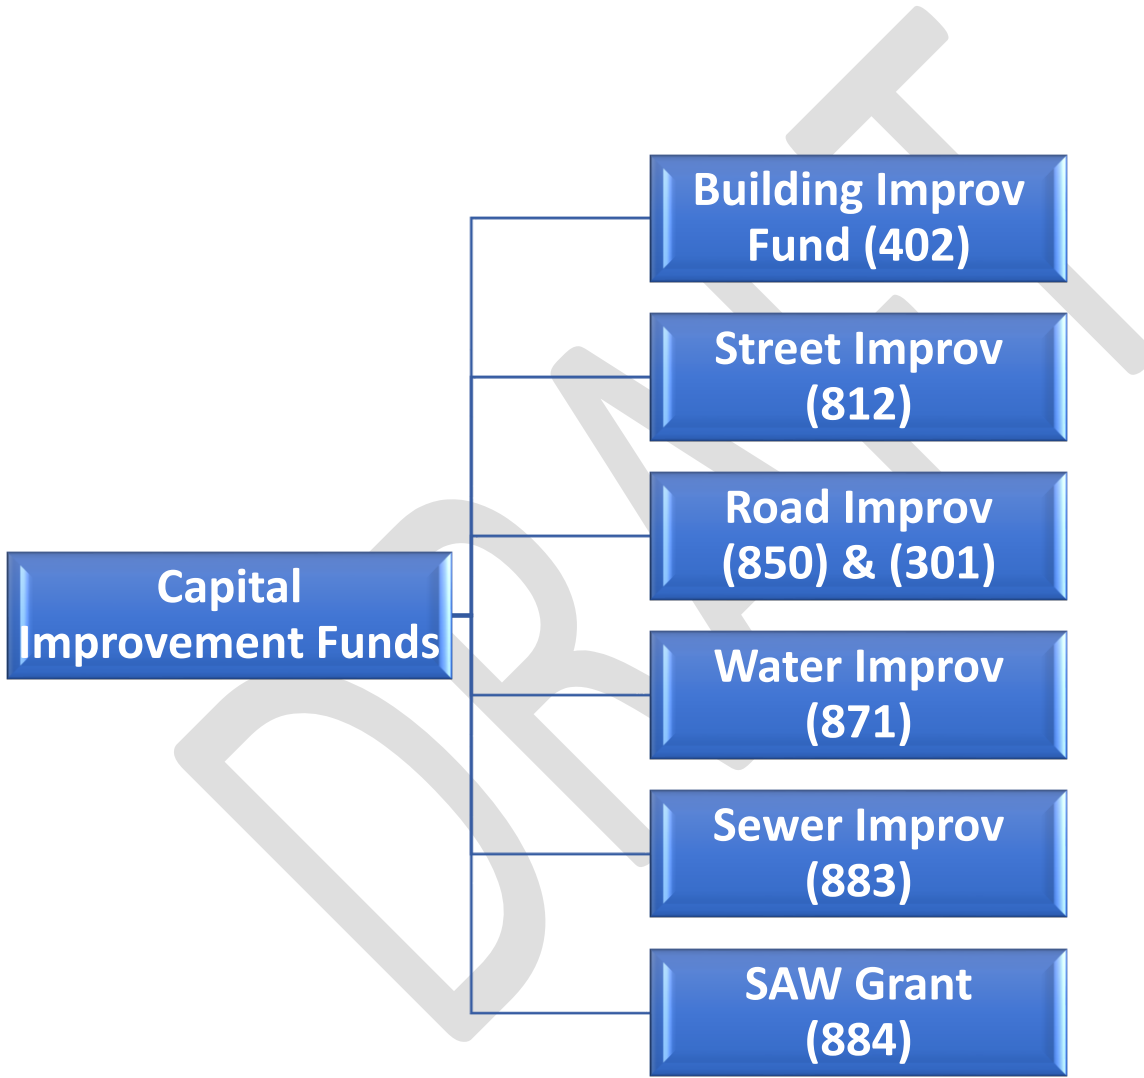 Building Improv
Fund (402)
Street Improv
(812)
Road Improv
(850) & (301)
Capital
Improvement Funds
Water Improv
(871)
Sewer Improv
(883)
SAW Grant
(884)
DRAFT